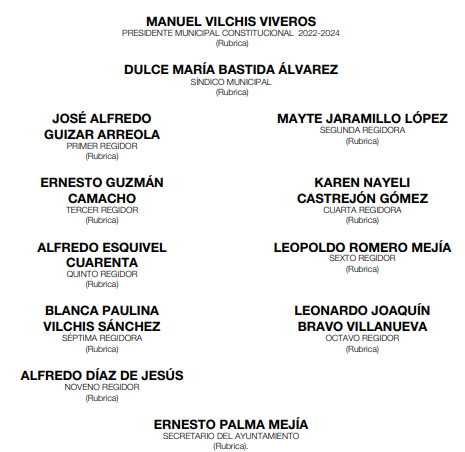 MANUEL VILCHIS VIVEROS
PRESIDENTE MUNICIPAL CONSTITUCIONAL 2022-2024
(Rubrica)
DULCE MARÍA BASTIDA ÁLVAREZ
SÍNDICO MUNICIPAL
(Rubrica)
JOSÉ ALFREDO
GUIZAR ARREOLA
PRIMER REGIDOR
(Rubrica)
MAYTE JARAMILLO LÓPEZ
SEGUNDA REGIDORA
(Rubrica)
ERNESTO GUZMÁN
CAMACHO
TERCER REGIDOR
(Rubrica)
KAREN NAYELI
CASTREJÓN GÓMEZ
CUARTA REGIDORA
(Rubrica)
ALFREDO ESQUIVEL
CUARENTA
QUINTO REGIDOR
(Rubrica)
LEOPOLDO ROMERO MEJÍA
SEXTO REGIDOR
(Rubrica)
BLANCA PAULINA
VILCHIS SÁNCHEZ
SÉPTIMA REGIDORA
(Rubrica)
LEONARDO JOAQUÍN
BRAVO VILLANUEVA
OCTAVO REGIDOR
(Rubrica)
ALFREDO DÍAZ DE JESÚS
NOVENO REGIDOR
(Rubrica)
ERNESTO PALMA MEJÍA
SECRETARIO DEL AYUNTAMIENTO
(Rubrica).